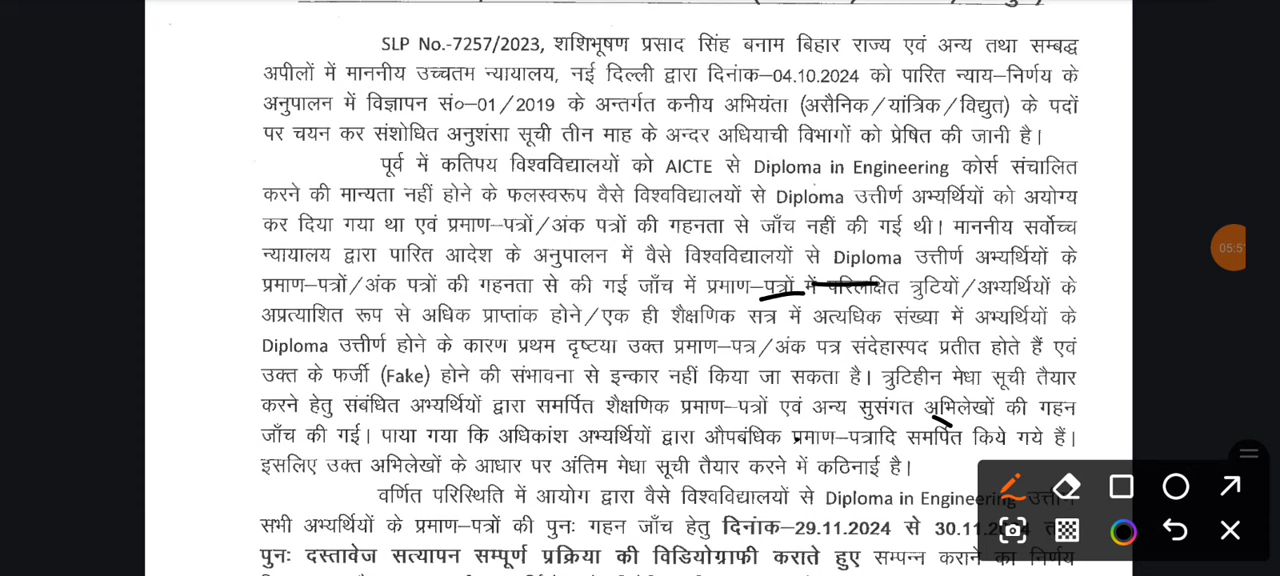 SLP No.-7257/2023, शशिभूषण प्रसाद सिंह बनाम बिहार राज्य एवं अन्य तथा सम्बद्ध
अपीलों में माननीय उच्चतम न्यायालय, नई दिल्ली द्वारा दिनांक–04.10.2024 को पारित न्याय–निर्णय के
अनुपालन में विज्ञापन सं०–01/2019 के अन्तर्गत कनीय अभियंता (असैनिक/यांत्रिक/विद्युत) के पदों
पर चयन कर संशोधित अनुशंसा सूची तीन माह के अन्दर अधियाची विभागों को प्रेषित की जानी है।
पूर्व में कतिपय विश्वविद्यालयों को AICTE से Diploma in Engineering कोर्स संचालित
करने की मान्यता नहीं होने के फलस्वरूप वैसे विश्वविद्यालयों से Diploma उत्तीर्ण अभ्यर्थियों को अयोग्य
कर दिया गया था एवं प्रमाण–पत्रों/अंक पत्रों की गहनता से जाँच नहीं की गई थी। माननीय सर्वोच्च
न्यायालय द्वारा पारित आदेश के अनुपालन में वैसे विश्वविद्यालयों से Diploma उत्तीर्ण अभ्यर्थियों के
प्रमाण–पत्रों/अंक पत्रों की गहनता से की गई जाँच में प्रमाण–पत्रों में परिलक्षित त्रुटियों/अभ्यर्थियों के
अप्रत्याशित रूप से अधिक प्राप्तांक होने/एक ही शैक्षणिक सत्र में अत्यधिक संख्या में अभ्यर्थियों के
Diploma उत्तीर्ण होने के कारण प्रथम दृष्टया उक्त प्रमाण–पत्र/अंक पत्र संदेहास्पद प्रतीत होते हैं एवं
उक्त के फर्जी (Fake) होने की संभावना से इन्कार नहीं किया जा सकता है। त्रुटिहीन मेधा सूची तैयार
करने हेतु संबंधित अभ्यर्थियों द्वारा समर्पित शैक्षणिक प्रमाण–पत्रों एवं अन्य सुसंगत अभिलेखों की गहन
जाँच की गई। पाया गया कि अधिकांश अभ्यर्थियों द्वारा औपबंधिक प्रमाण–पत्रादि समर्पित किये गये हैं।
इसलिए उक्त अभिलेखों के आधार पर अंतिम मेधा सूची तैयार करने में कठिनाई है।
वर्णित परिस्थिति में आयोग द्वारा वैसे विश्वविद्यालयों से Diploma in Engineering
सभी अभ्यर्थियों के प्रमाण–पत्रों की पुनः गहन जाँच हेतु दिनांक–29.11.2024 से 30.11.2024
पुनः दस्तावेज सत्यापन सम्पूर्ण प्रक्रिया की विडियोग्राफी कराते हुए सम्पन्न कराने का निर्णय